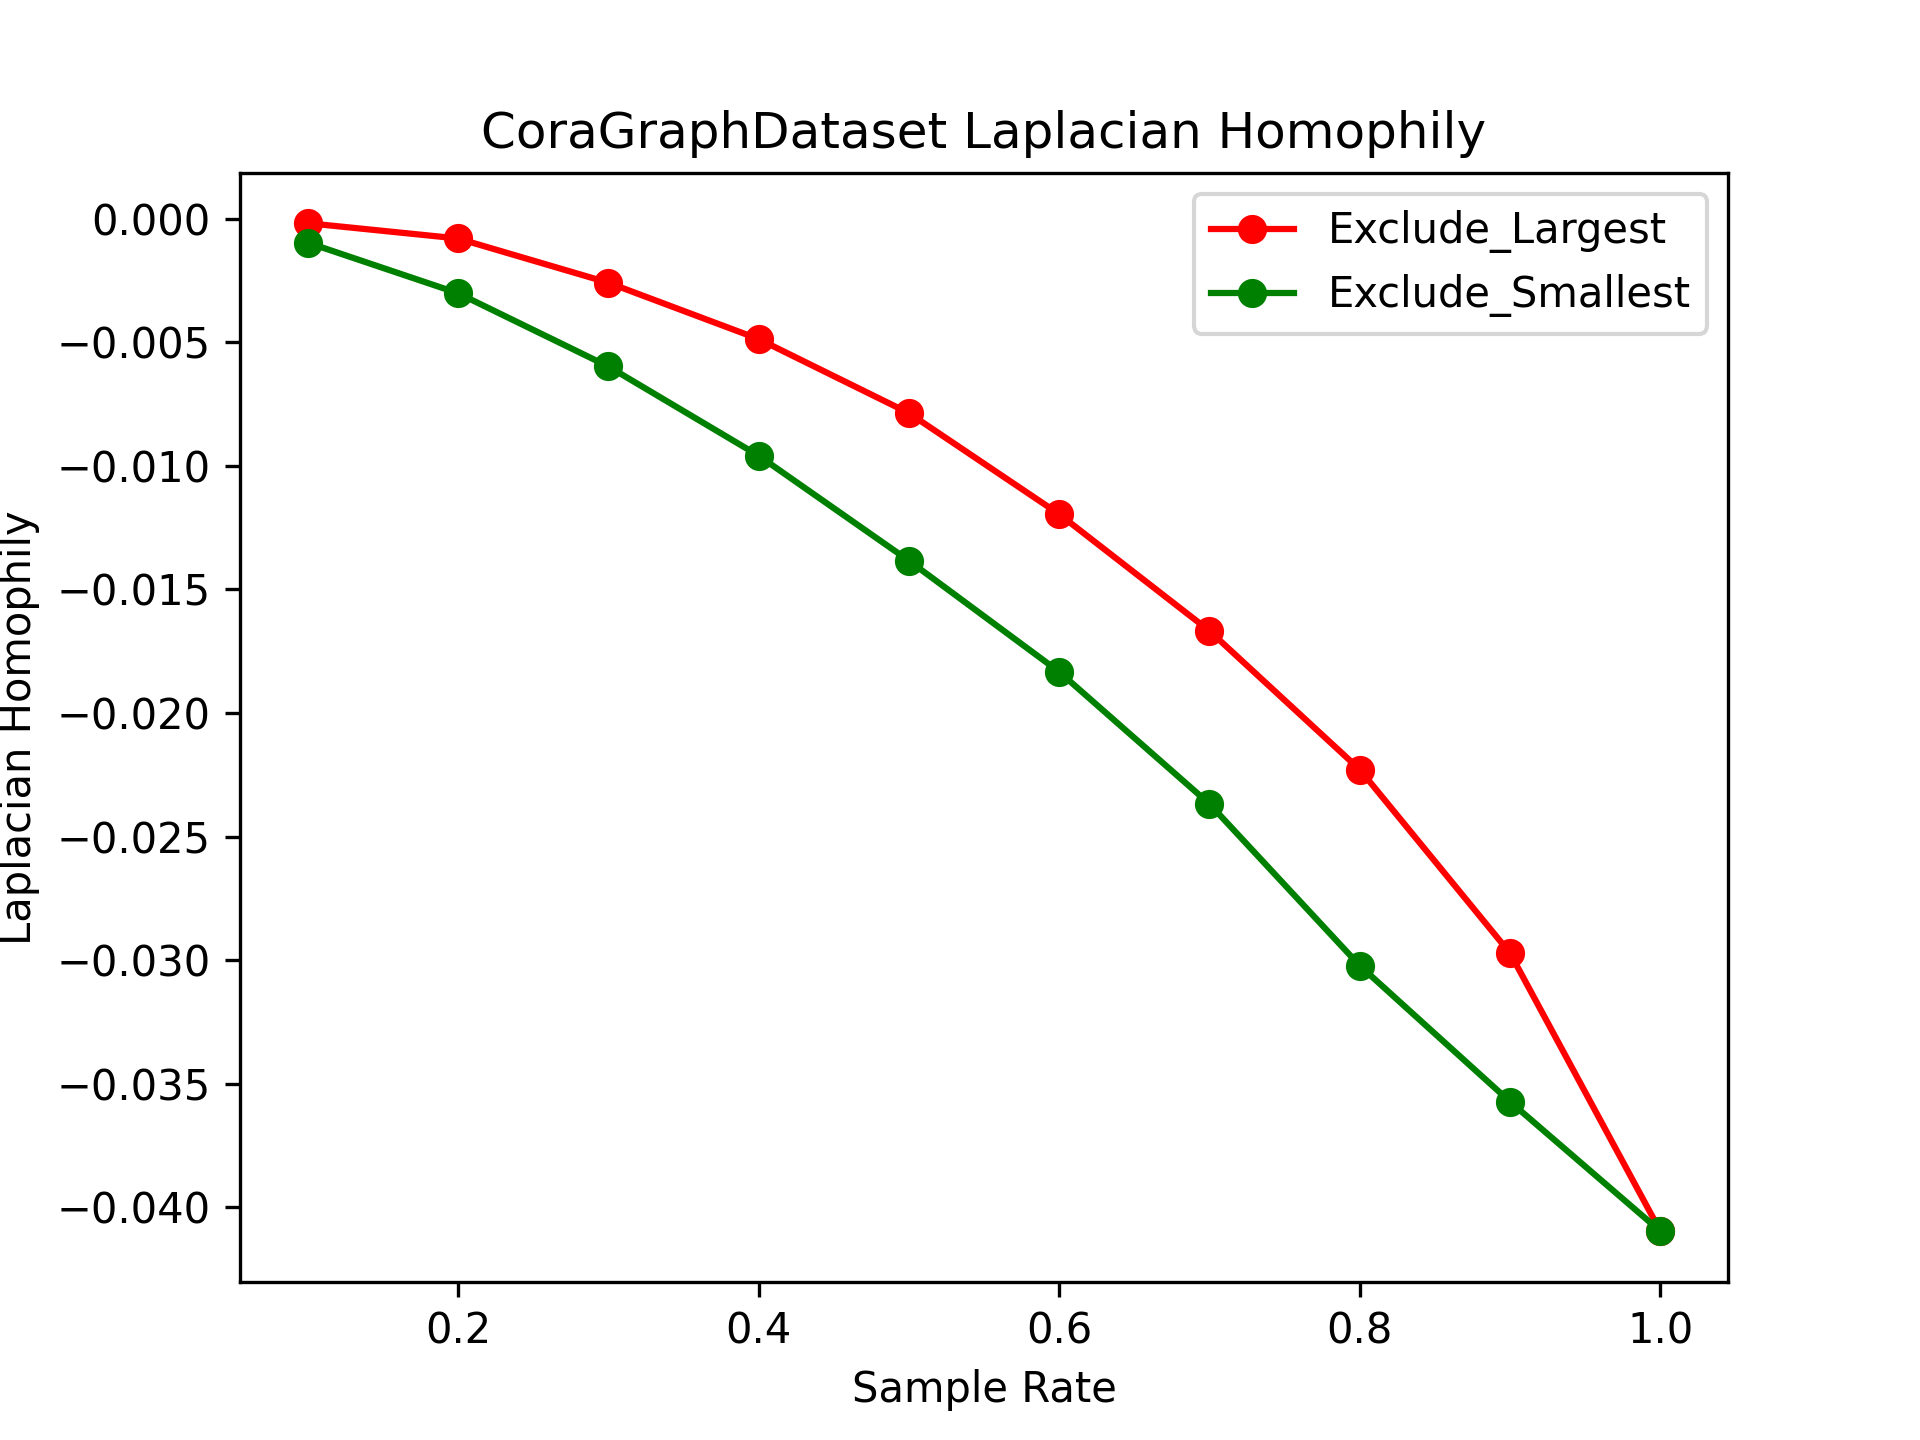 CoraGraphDataset Laplacian Homophily
Exclude_Largest
Exclude_Smallest
Laplacian Homophily
0.000
−0.005
−0.010
−0.015
−0.020
−0.025
−0.030
−0.035
−0.040
0.2 0.4 0.6 0.8 1.0
Sample Rate